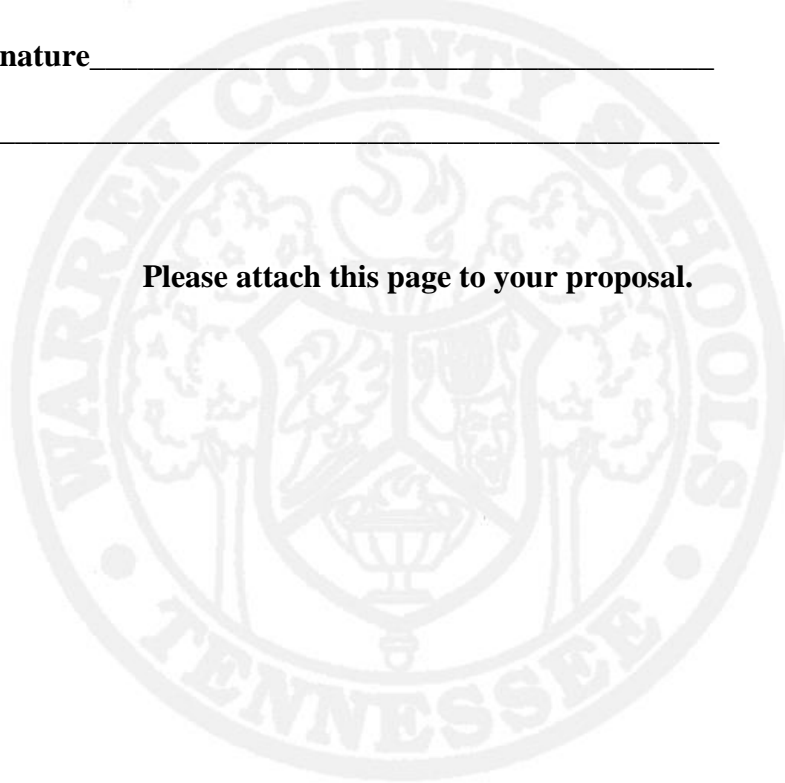 nature_______________________________________
_____________________________________________
Please attach this page to your proposal.
WARREN COUNTY SCHOOLS
TENNESSEE